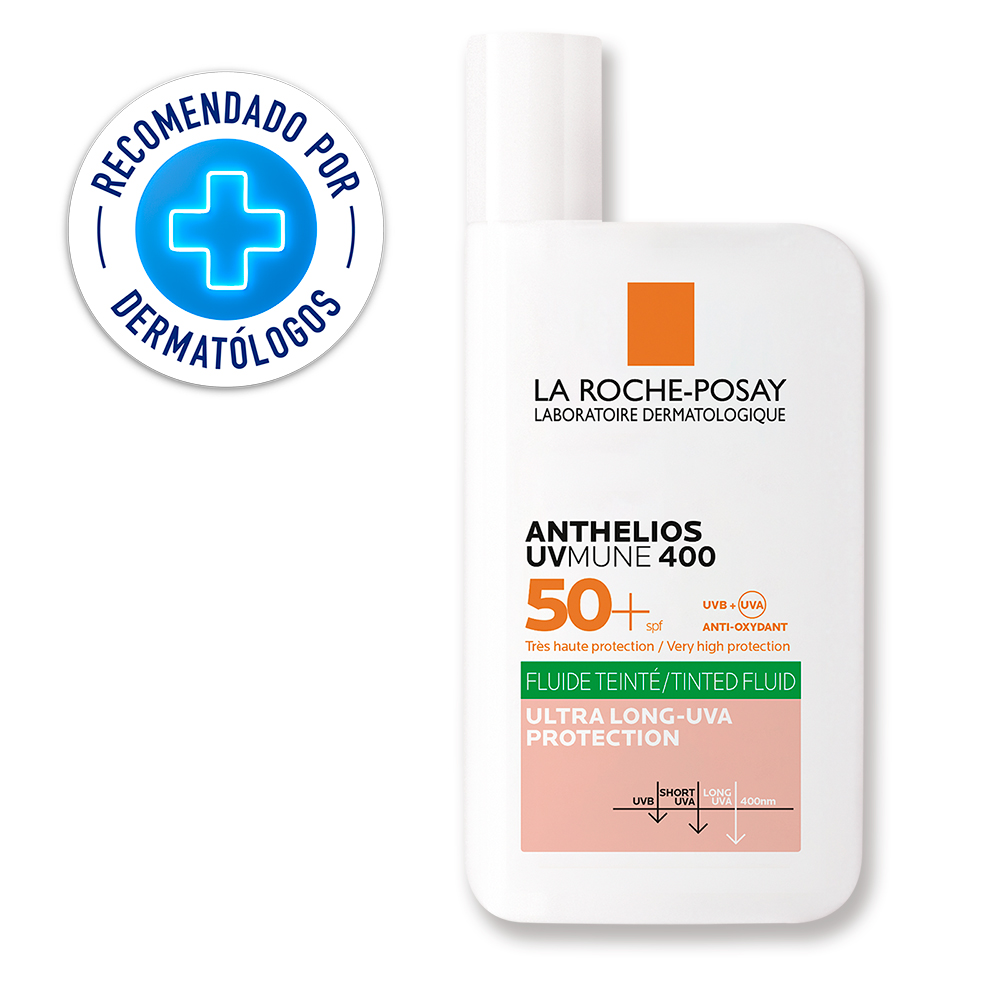 RECOMENDADO POR
DERMATÓLOGOS
LA ROCHE-POSAY
LABORATOIRE DERMATOLOGIQUE
ANTHELIOS
UVMUNE 400
50+ spf
UVB + UVA
ANTI-OXYDANT
Très haute protection / Very high protection
FLUIDE TEINTÉ/TINTED FLUID
ULTRA LONG-UVA
PROTECTION
UVB SHORT UVA LONG UVA 400nm